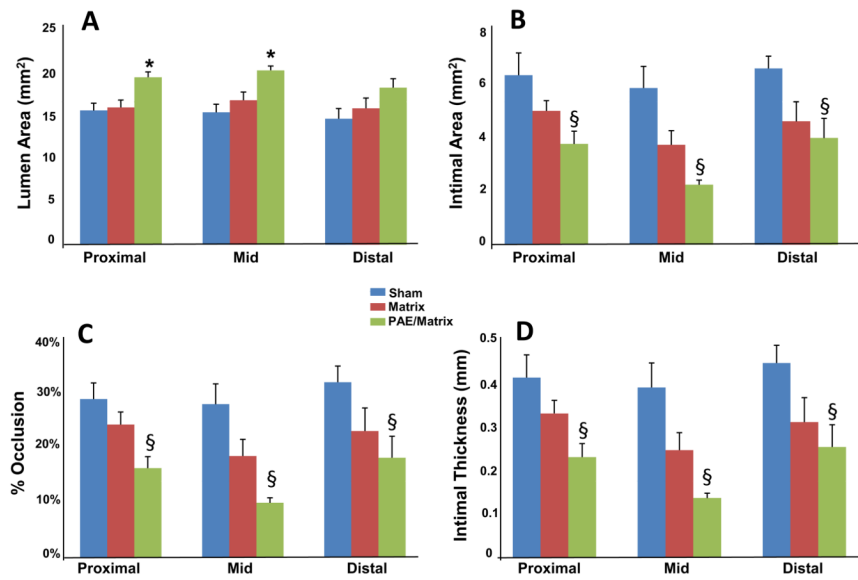 A
Lumen Area (mm²)
25
20
15
10
5
0
*
*
Proximal
Mid
Distal
B
Intimal Area (mm²)
8
6
4
2
0
§
§
§
Proximal
Mid
Distal
Sham
Matrix
PAE/Matrix
C
% Occlusion
40%
30%
20%
10%
0%
§
§
§
Proximal
Mid
Distal
D
Intimal Thickness (mm)
0.5
0.4
0.3
0.2
0.1
0
§
§
§
Proximal
Mid
Distal